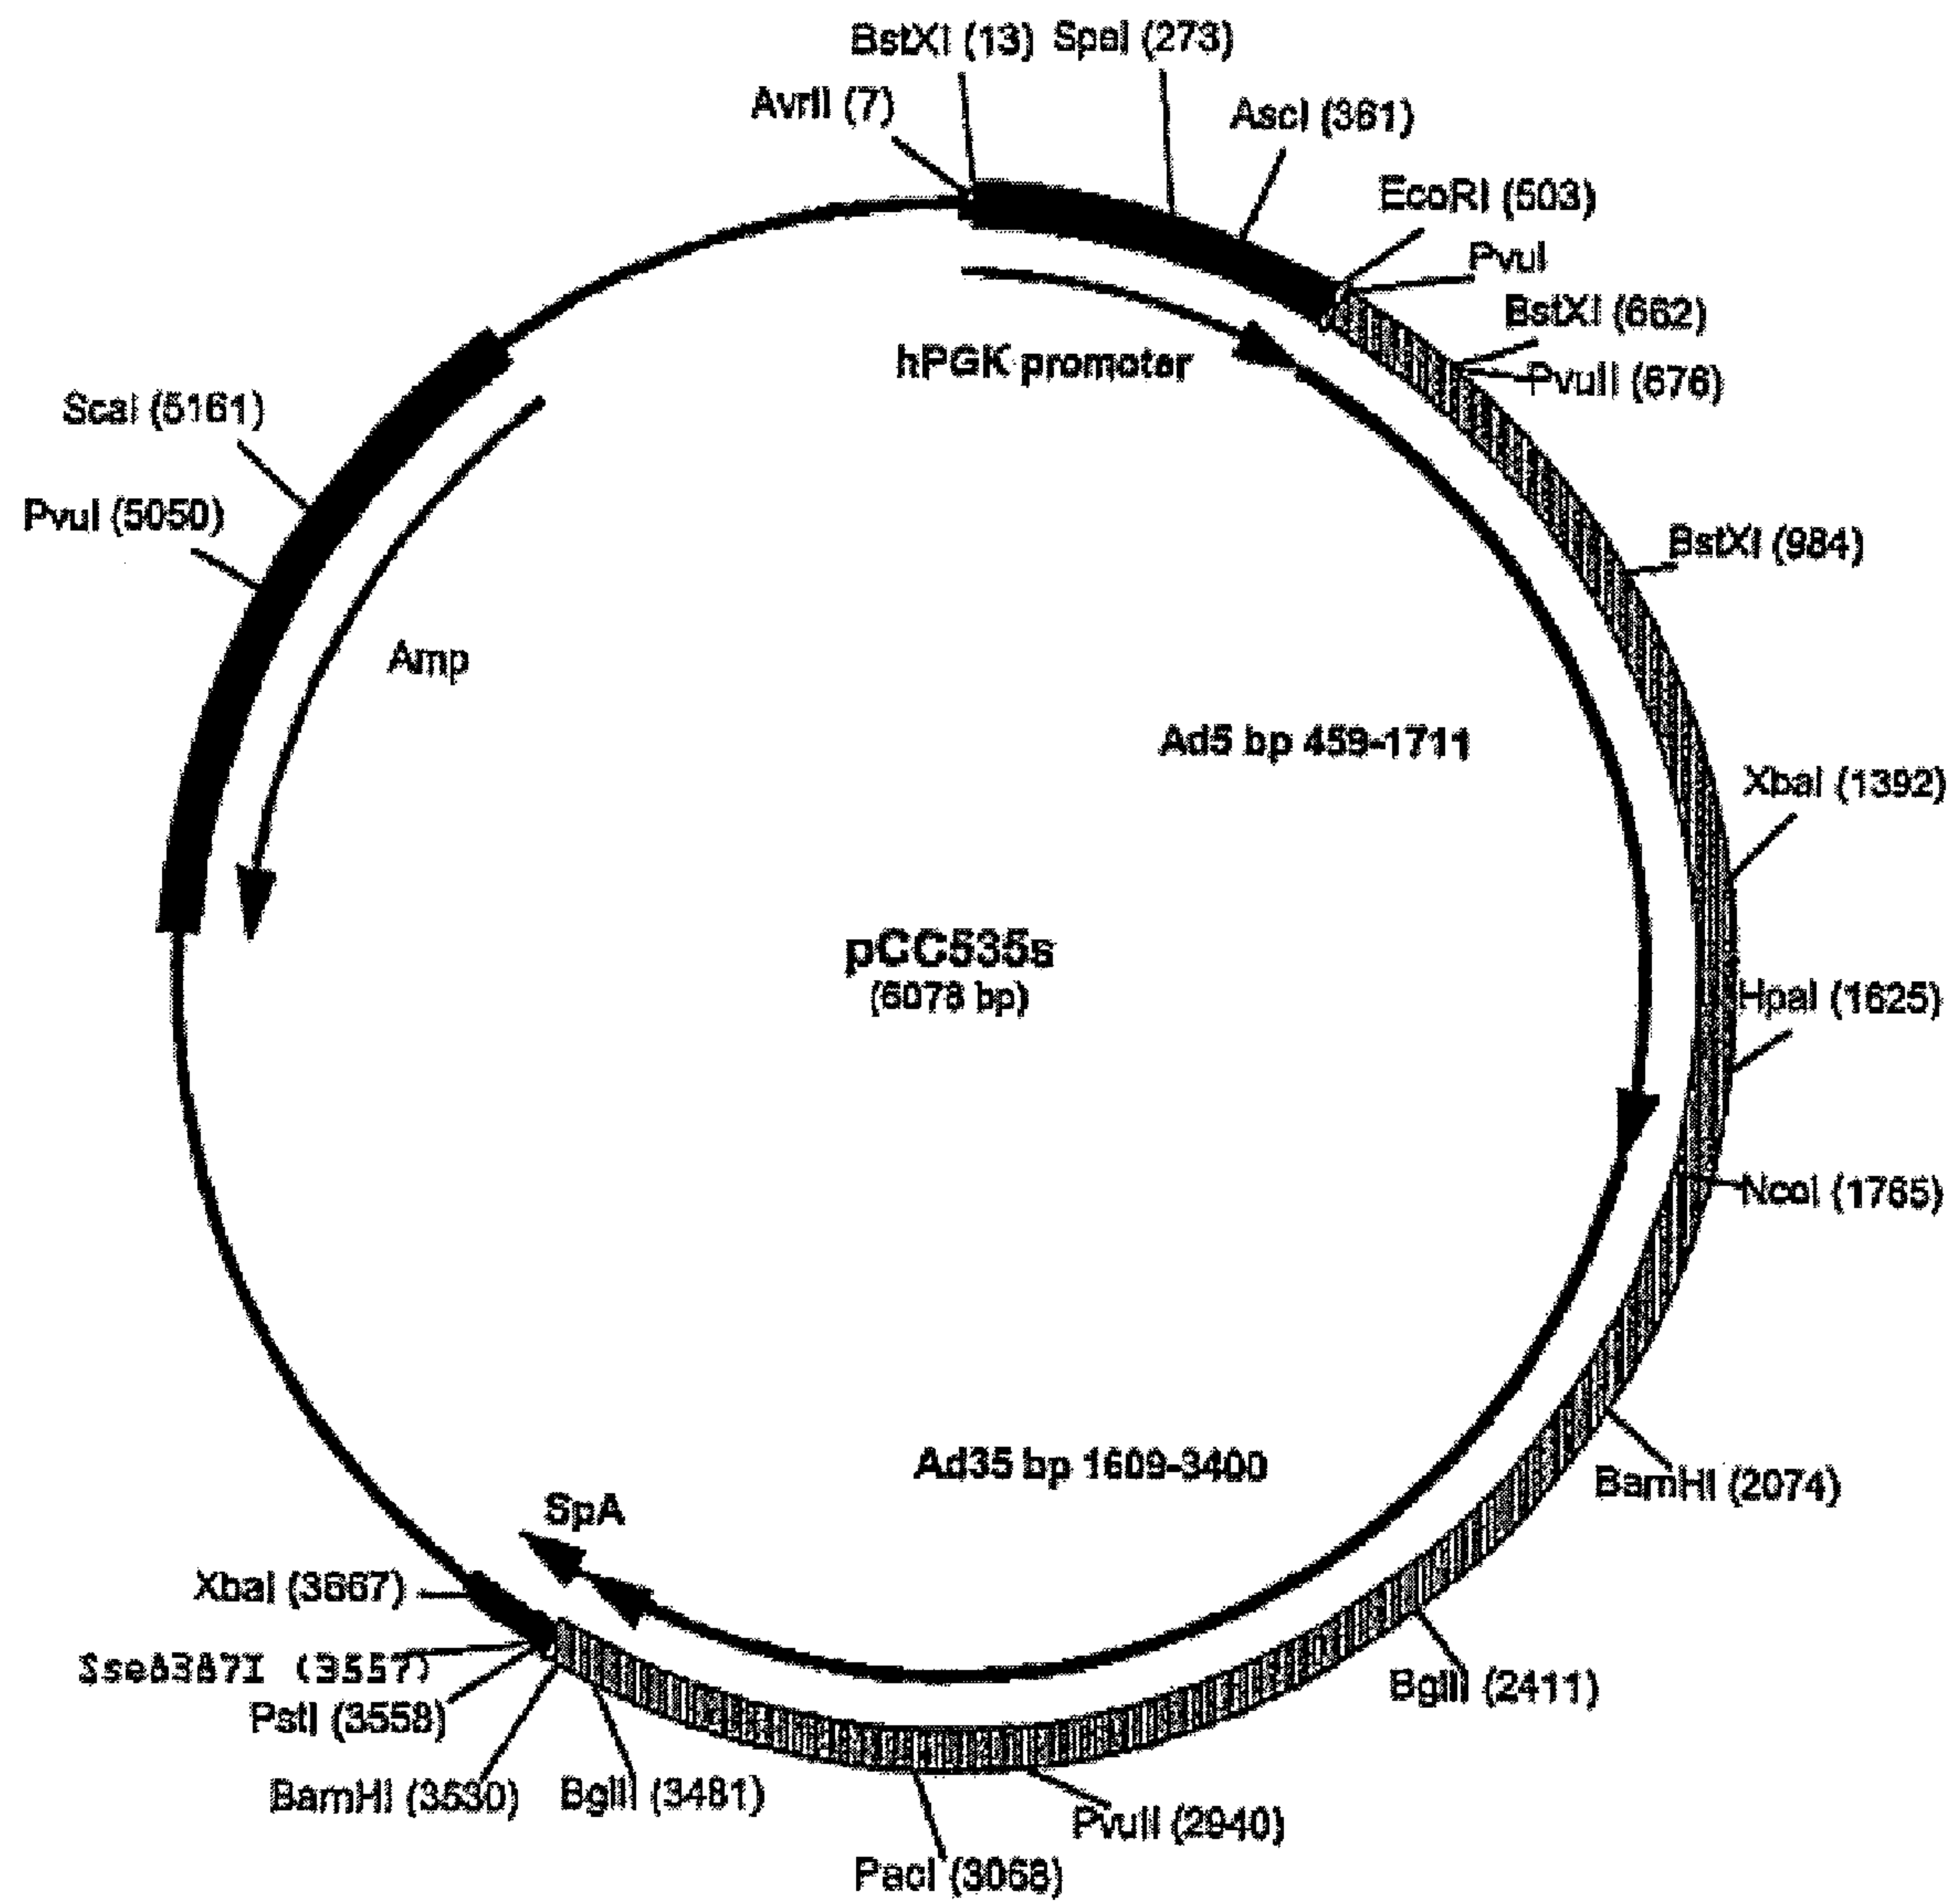 BstXI (13) SpeI (273)
AvrII (7)
AscI (361)
EcoRI (503)
PvuI
BstXI (662)
PvuII (676)
hPGK promoter
ScaI (5161)
PvuI (5050)
BstXI (984)
Amp
Ad5 bp 459-1711
XbaI (1392)
pCC535s
(6078 bp)
HpaI (1625)
NcoI (1765)
Ad35 bp 1609-3400
BamHI (2074)
SpA
XbaI (3667)
Sse8387I (3557)
PstI (3558)
BglII (2411)
BamHI (3530) BglII (3481)
PvuII (2940)
PacI (3068)